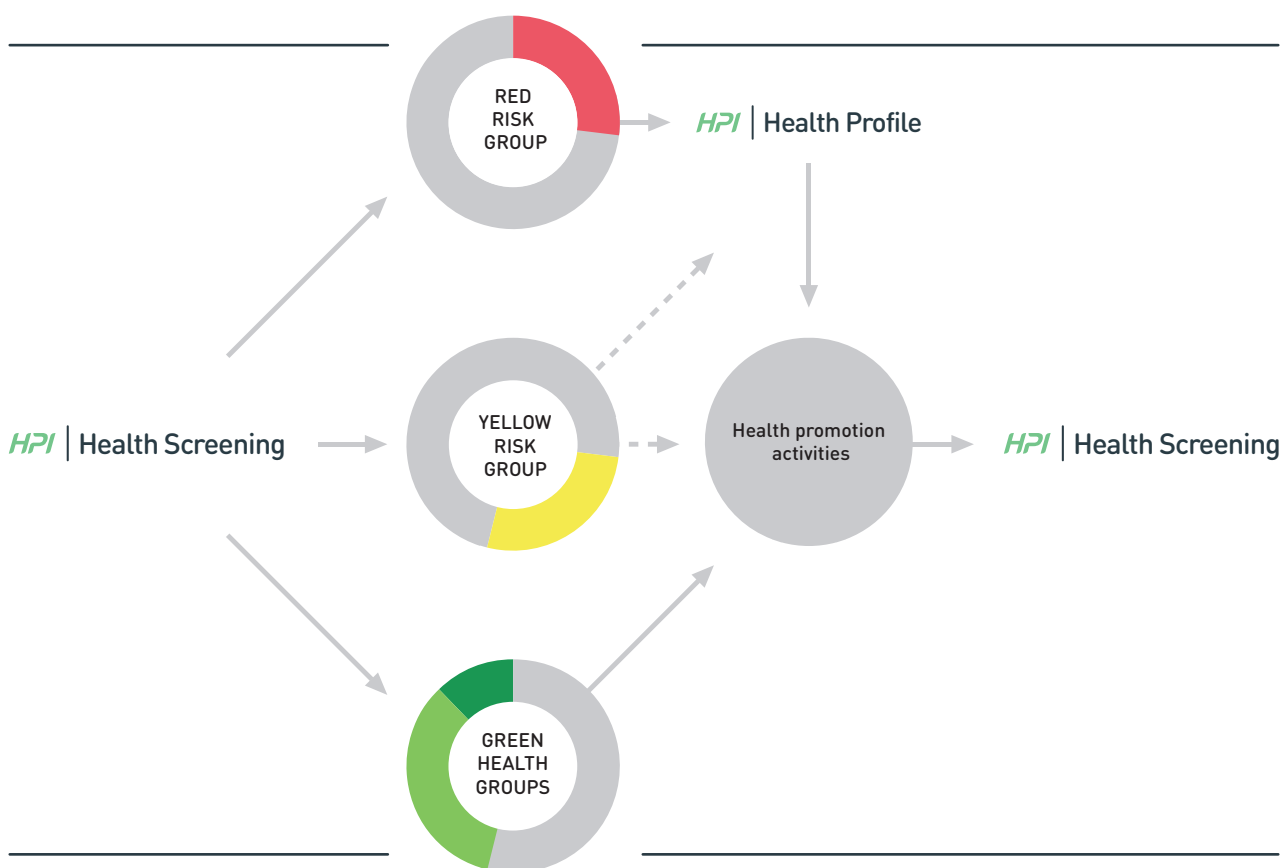 RED
RISK
GROUP
HPI | Health Profile
HPI | Health Screening
YELLOW
RISK
GROUP
Health promotion
activities
HPI | Health Screening
GREEN
HEALTH
GROUPS